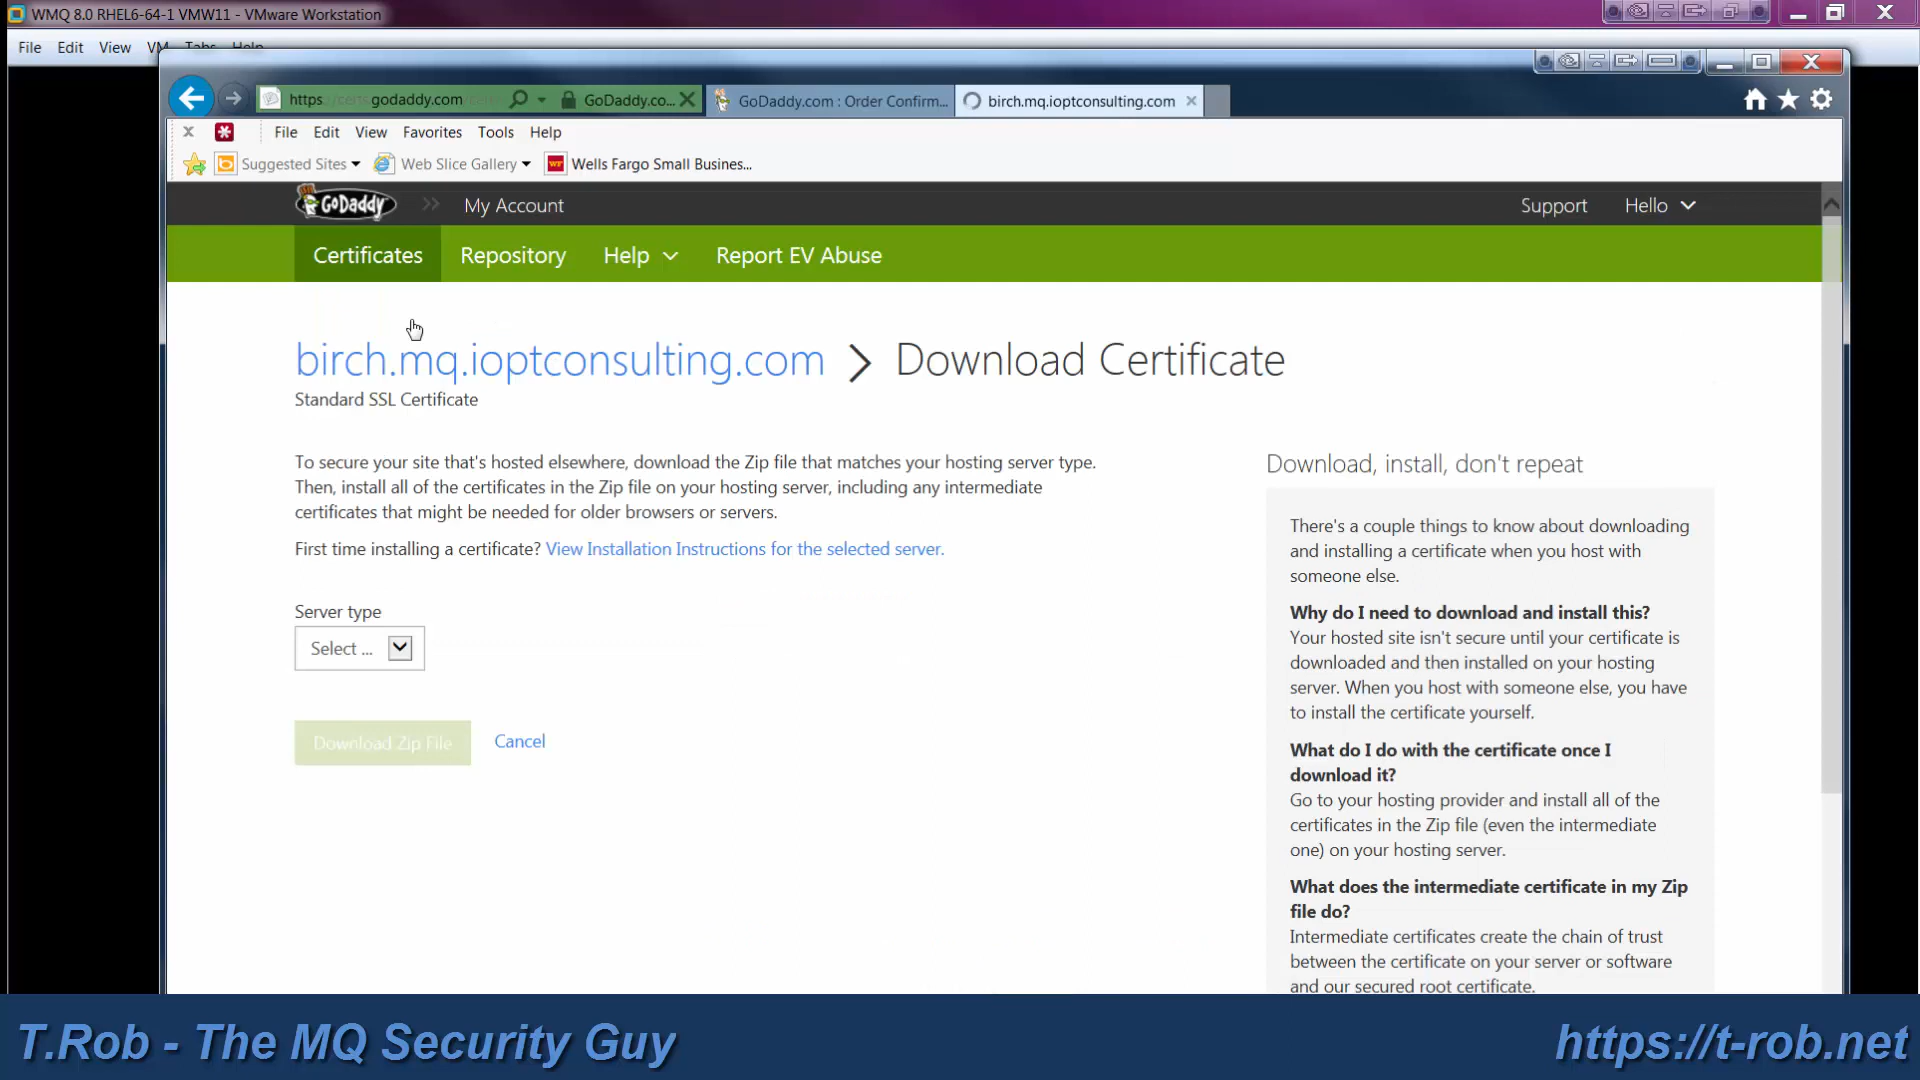 WMQ 8.0 RHEL6-64-1 VMW11 - VMware Workstation
File Edit View VM Tabs Help
https godaddy.com GoDaddy.co... GoDaddy.com : Order Confirm... birch.mq.ioptconsulting.com
File Edit View Favorites Tools Help
Suggested Sites Web Slice Gallery Wells Fargo Small Busines...
GoDaddy My Account Support Hello
Certificates Repository Help Report EV Abuse
birch.mq.ioptconsulting.com > Download Certificate
Standard SSL Certificate
To secure your site that's hosted elsewhere, download the Zip file that matches your hosting server type.
Then, install all of the certificates in the Zip file on your hosting server, including any intermediate
certificates that might be needed for older browsers or servers.
First time installing a certificate? View Installation Instructions for the selected server.
Server type
Select ...
Download Zip File Cancel
Download, install, don't repeat
There's a couple things to know about downloading
and installing a certificate when you host with
someone else.
Why do I need to download and install this?
Your hosted site isn't secure until your certificate is
downloaded and then installed on your hosting
server. When you host with someone else, you have
to install the certificate yourself.
What do I do with the certificate once I
download it?
Go to your hosting provider and install all of the
certificates in the Zip file (even the intermediate
one) on your hosting server.
What does the intermediate certificate in my Zip
file do?
Intermediate certificates create the chain of trust
between the certificate on your server or software
and our secured root certificate.
T.Rob - The MQ Security Guy
https://t-rob.net